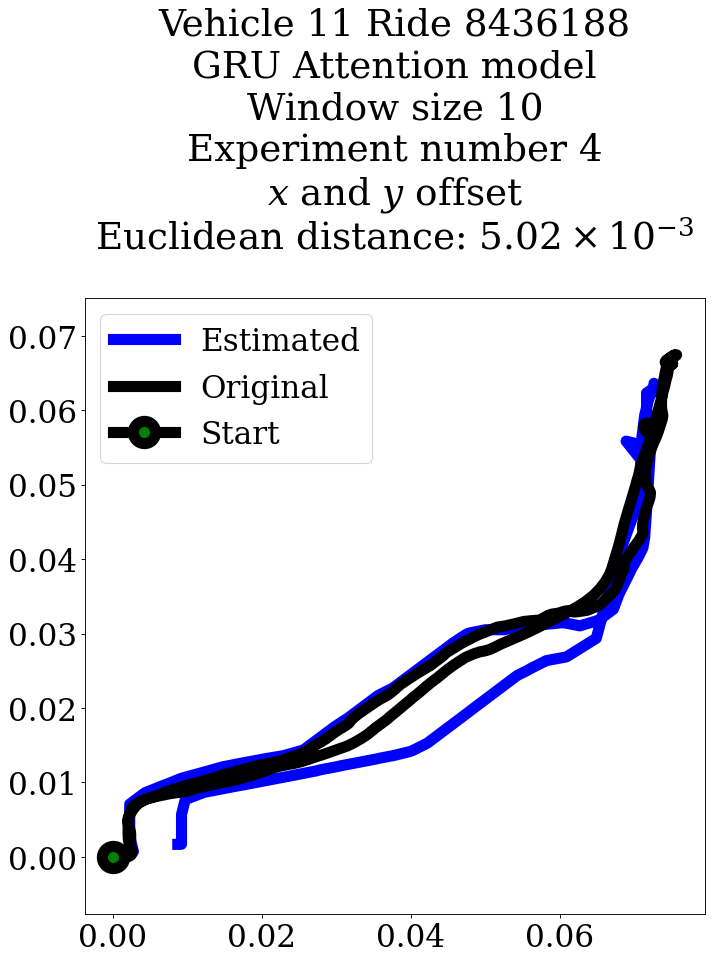 Vehicle 11 Ride 8436188
GRU Attention model
Window size 10
Experiment number 4
x and y offset
Euclidean distance: 5.02 × 10⁻³
Estimated
Original
Start
0.07
0.06
0.05
0.04
0.03
0.02
0.01
0.00
0.00 0.02 0.04 0.06